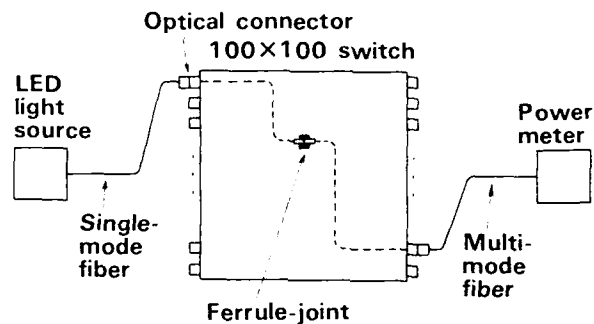 Optical connector
100×100 switch
LED
light
source
Power
meter
Single-
mode
fiber
Multi-
mode
fiber
Ferrule-joint